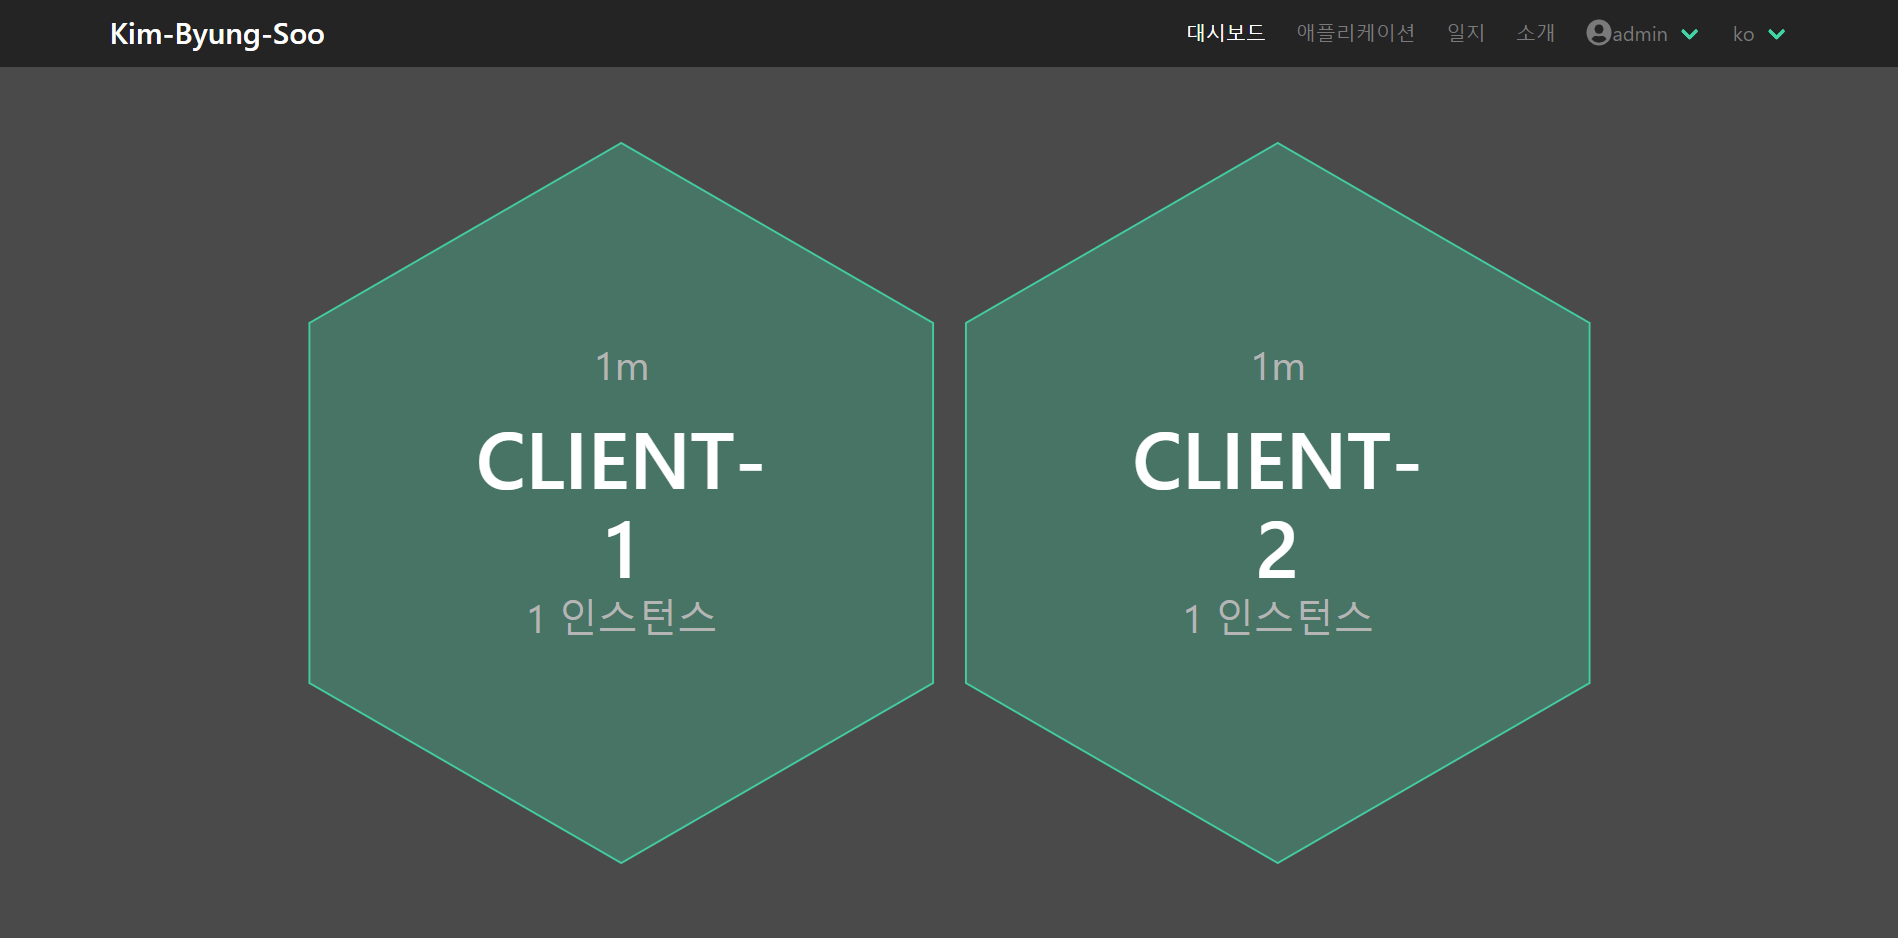 Kim-Byung-Soo
대시보드 애플리케이션 일지 소개 admin ko
1m
CLIENT-
1
1 인스턴스
1m
CLIENT-
2
1 인스턴스